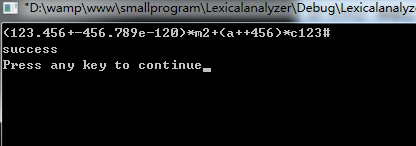 "D:\wamp\www\smallprogram\Lexicalanalyzer\Debug\Lexicalanalyz
(123.456+-456.789e-120)*m2+(a++456)*c123#
success
Press any key to continue